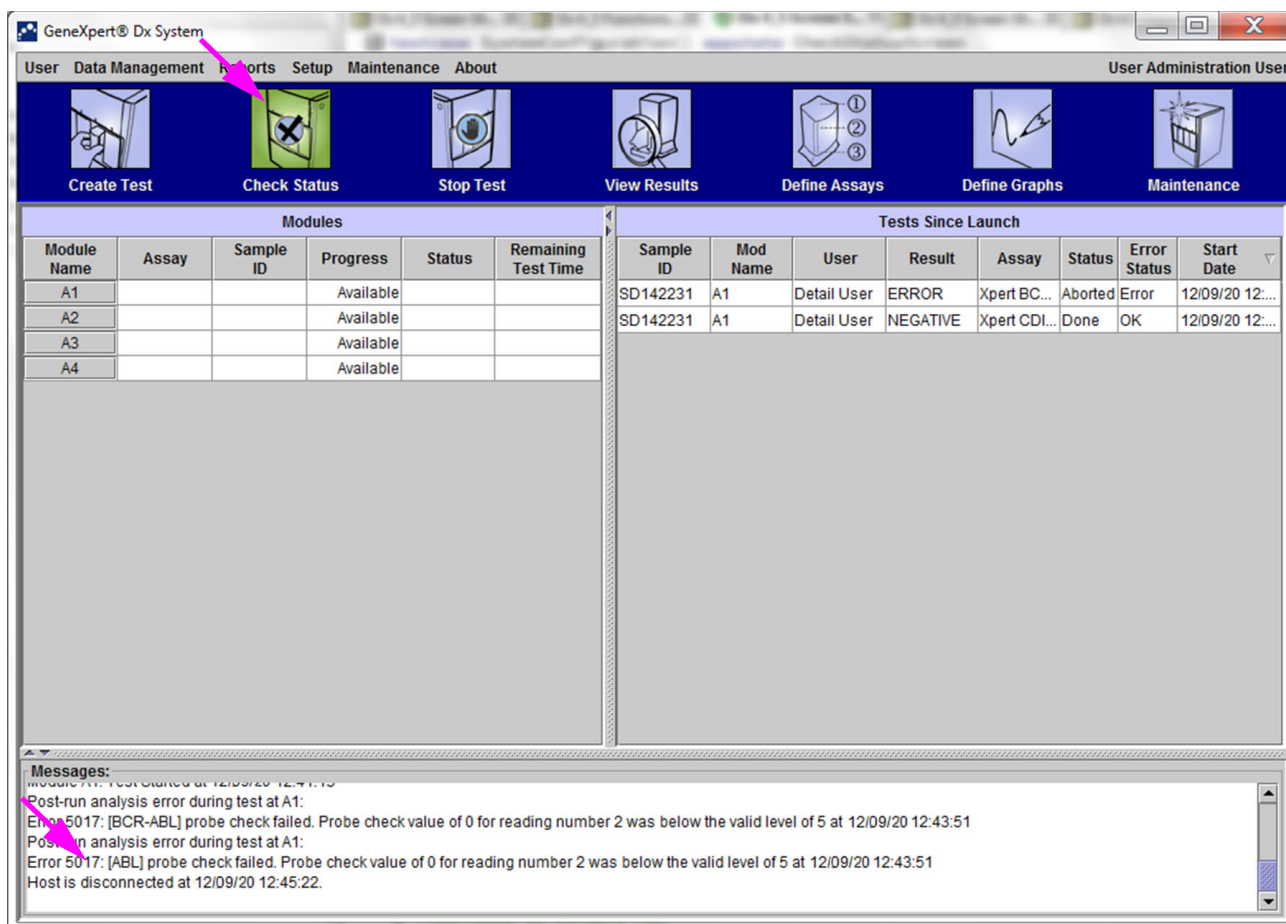 GeneXpert® Dx System
User Data Management Reports Setup Maintenance About User Administration User
Create Test Check Status Stop Test View Results Define Assays Define Graphs Maintenance
Modules
Module Name Assay Sample ID Progress Status Remaining Test Time
A1 Available
A2 Available
A3 Available
A4 Available
Tests Since Launch
Sample ID Mod Name User Result Assay Status Error Status Start Date
SD142231 A1 Detail User ERROR Xpert BC... Aborted Error 12/09/20 12:...
SD142231 A1 Detail User NEGATIVE Xpert CDI... Done OK 12/09/20 12:...
Messages:
Module A1: Test Started at 12/09/20
Post-run analysis error during test at A1:
Error 5017: [BCR-ABL] probe check failed. Probe check value of 0 for reading number 2 was below the valid level of 5 at 12/09/20 12:43:51
Post-run analysis error during test at A1:
Error 5017: [ABL] probe check failed. Probe check value of 0 for reading number 2 was below the valid level of 5 at 12/09/20 12:43:51
Host is disconnected at 12/09/20 12:45:22.